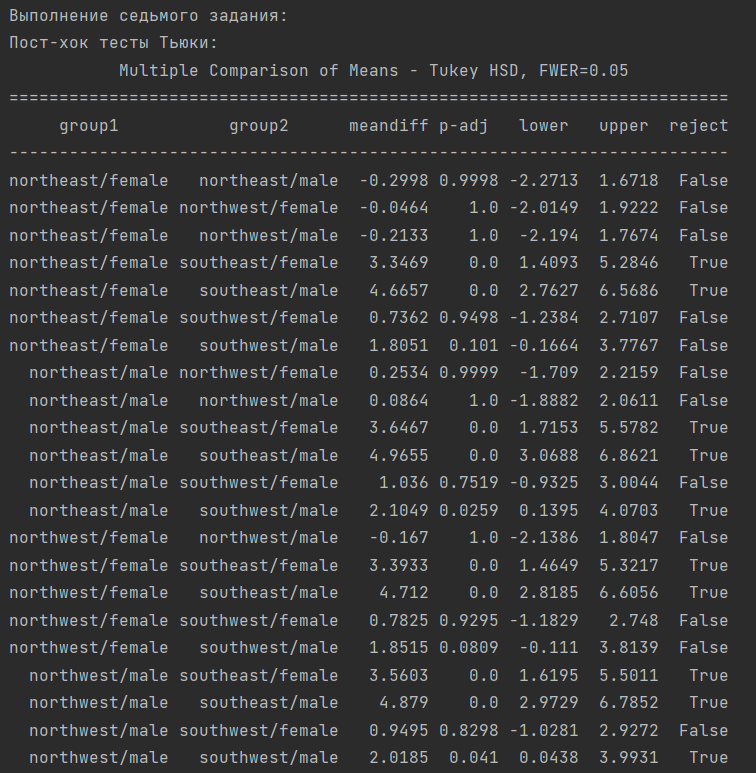 Выполнение седьмого задания:
Пост-хок тесты Тьюки:
Multiple Comparison of Means - Tukey HSD, FWER=0.05
========================================================================
group1 group2 meandiff p-adj lower upper reject
------------------------------------------------------------------------
northeast/female northeast/male -0.2998 0.9998 -2.2713 1.6718 False
northeast/female northwest/female -0.0464 1.0 -2.0149 1.9222 False
northeast/female northwest/male -0.2133 1.0 -2.194 1.7674 False
northeast/female southeast/female 3.3469 0.0 1.4093 5.2846 True
northeast/female southeast/male 4.6657 0.0 2.7627 6.5686 True
northeast/female southwest/female 0.7362 0.9498 -1.2384 2.7107 False
northeast/female southwest/male 1.8051 0.101 -0.1664 3.7767 False
northeast/male northwest/female 0.2534 0.9999 -1.709 2.2159 False
northeast/male northwest/male 0.0864 1.0 -1.8882 2.0611 False
northeast/male southeast/female 3.6467 0.0 1.7153 5.5782 True
northeast/male southeast/male 4.9655 0.0 3.0688 6.8621 True
northeast/male southwest/female 1.036 0.7519 -0.9325 3.0044 False
northeast/male southwest/male 2.1049 0.0259 0.1395 4.0703 True
northwest/female northwest/male -0.167 1.0 -2.1386 1.8047 False
northwest/female southeast/female 3.3933 0.0 1.4649 5.3217 True
northwest/female southeast/male 4.712 0.0 2.8185 6.6056 True
northwest/female southwest/female 0.7825 0.9295 -1.1829 2.748 False
northwest/female southwest/male 1.8515 0.0809 -0.111 3.8139 False
northwest/male southeast/female 3.5603 0.0 1.6195 5.5011 True
northwest/male southeast/male 4.879 0.0 2.9729 6.7852 True
northwest/male southwest/female 0.9495 0.8298 -1.0281 2.9272 False
northwest/male southwest/male 2.0185 0.041 0.0438 3.9931 True